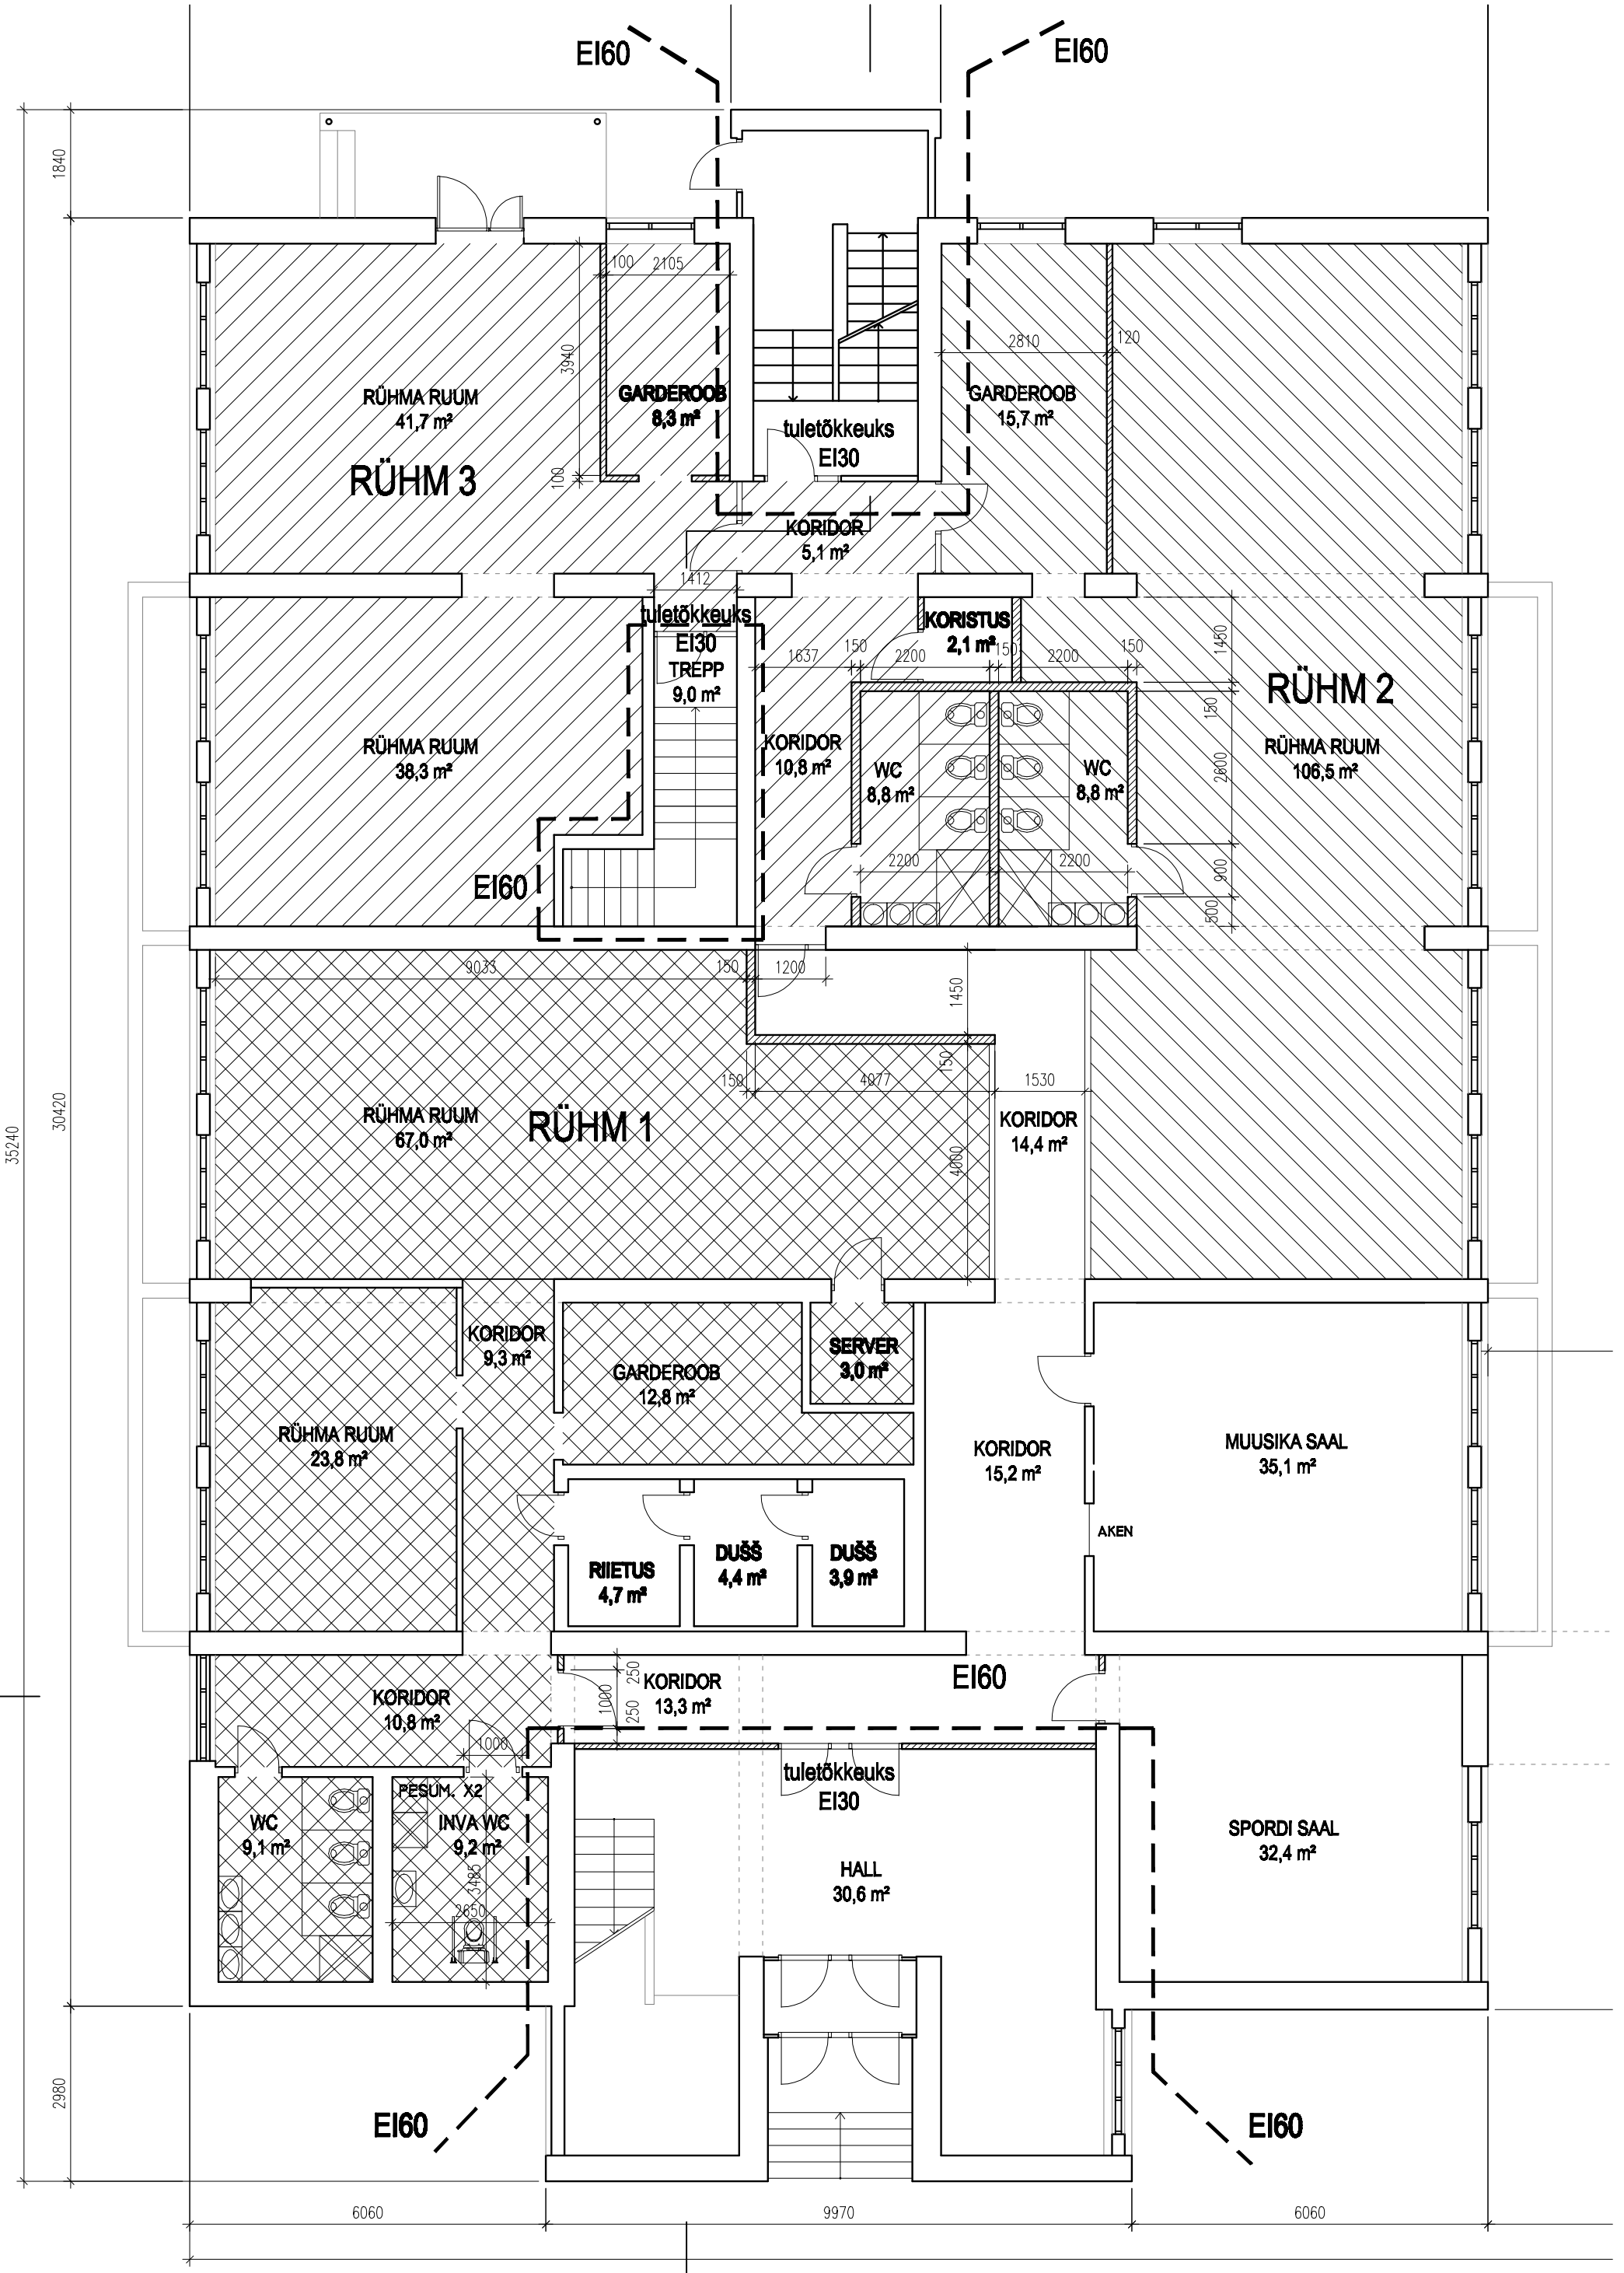 EI60
EI60
1840
100
2105
3940
2810
120
RÜHMA RUUM
41,7 m²
RÜHM 3
GARDEROOB
8,3 m²
GARDEROOB
15,7 m²
tuletõkkeuks
EI30
100
KORIDOR
5,1 m²
1412
tuletõkkeuks
EI30
TREPP
9,0 m²
KORISTUS
2,1 m²
1637
150
2200
150
2200
150
1450
RÜHM 2
RÜHMA RUUM
106,5 m²
150
2600
RÜHMA RUUM
38,3 m²
KORIDOR
10,8 m²
WC
8,8 m²
WC
8,8 m²
2200
2200
900
500
EI60
9033
150
1200
1450
150
150
4077
1530
RÜHMA RUUM
67,0 m²
RÜHM 1
KORIDOR
14,4 m²
4000
30420
35240
KORIDOR
9,3 m²
GARDEROOB
12,8 m²
SERVER
3,0 m²
RÜHMA RUUM
23,8 m²
KORIDOR
15,2 m²
MUUSIKA SAAL
35,1 m²
AKEN
RIIETUS
4,7 m²
DUŠŠ
4,4 m²
DUŠŠ
3,9 m²
KORIDOR
10,8 m²
1000
250
250
KORIDOR
13,3 m²
EI60
1000
PESUM. X2
WC
9,1 m²
INVA WC
9,2 m²
3485
2650
tuletõkkeuks
EI30
HALL
30,6 m²
SPORDI SAAL
32,4 m²
2980
EI60
EI60
6060
9970
6060